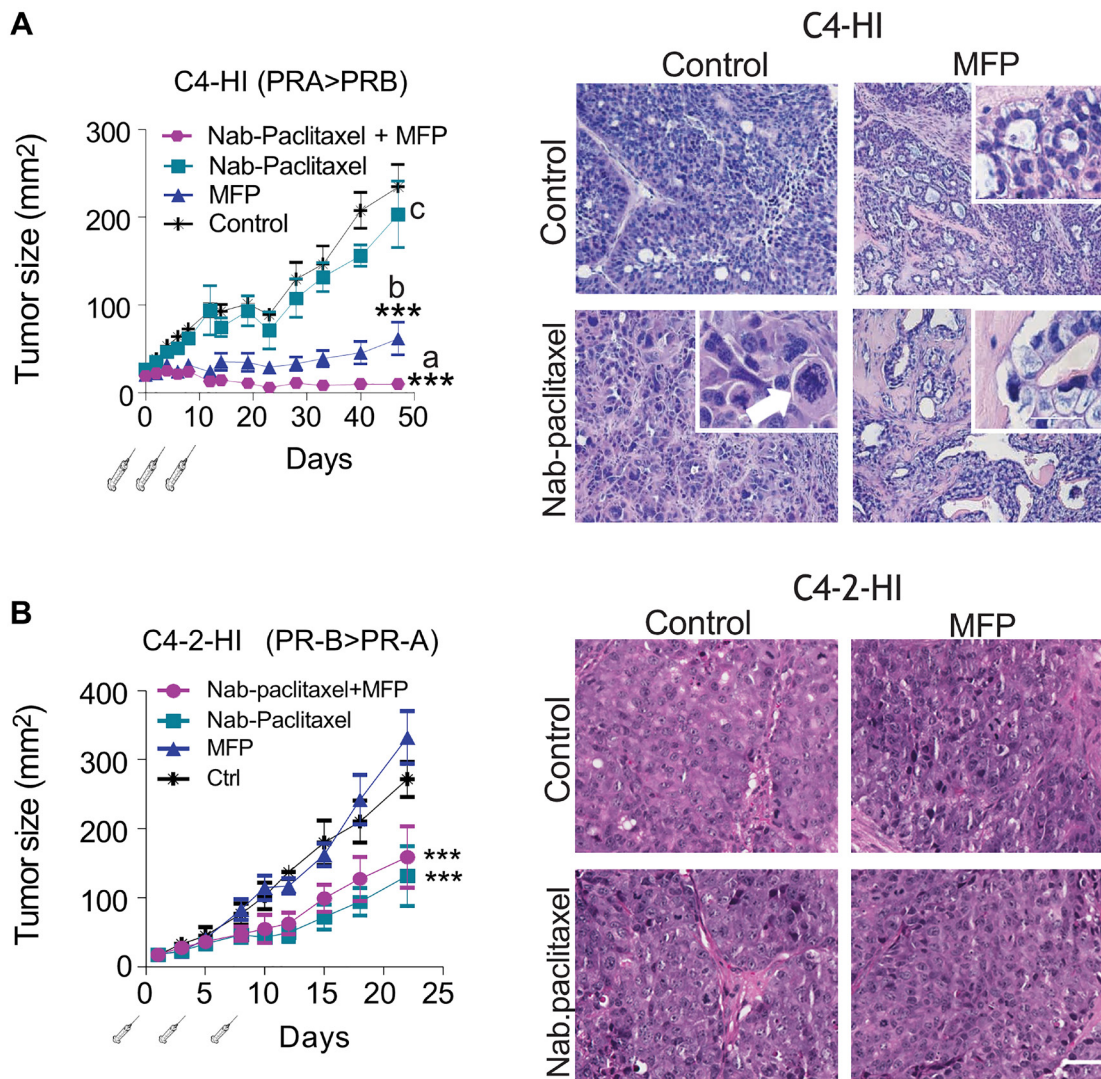 A
C4-HI (PRA>PRB)
Tumor size (mm2)
300
200
100
0
Nab-Paclitaxel + MFP
Nab-Paclitaxel
MFP
Control
c
b
***
a
***
0 10 20 30 40 50
Days
C4-HI
Control MFP
Control
Nab-paclitaxel
B
C4-2-HI (PR-B>PR-A)
Tumor size (mm2)
400
300
200
100
0
Nab-paclitaxel+MFP
Nab-Paclitaxel
MFP
Ctrl
***
***
0 5 10 15 20 25
Days
C4-2-HI
Control MFP
Control
Nab.paclitaxel